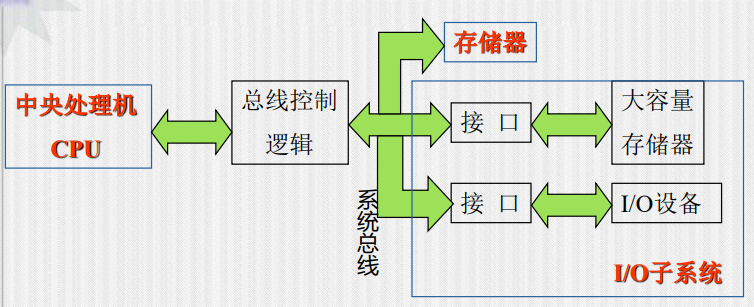 存储器
中央处理机
CPU
总线控制
逻辑
接 口
大容量
存储器
系统总线
接 口
I/O设备
I/O子系统